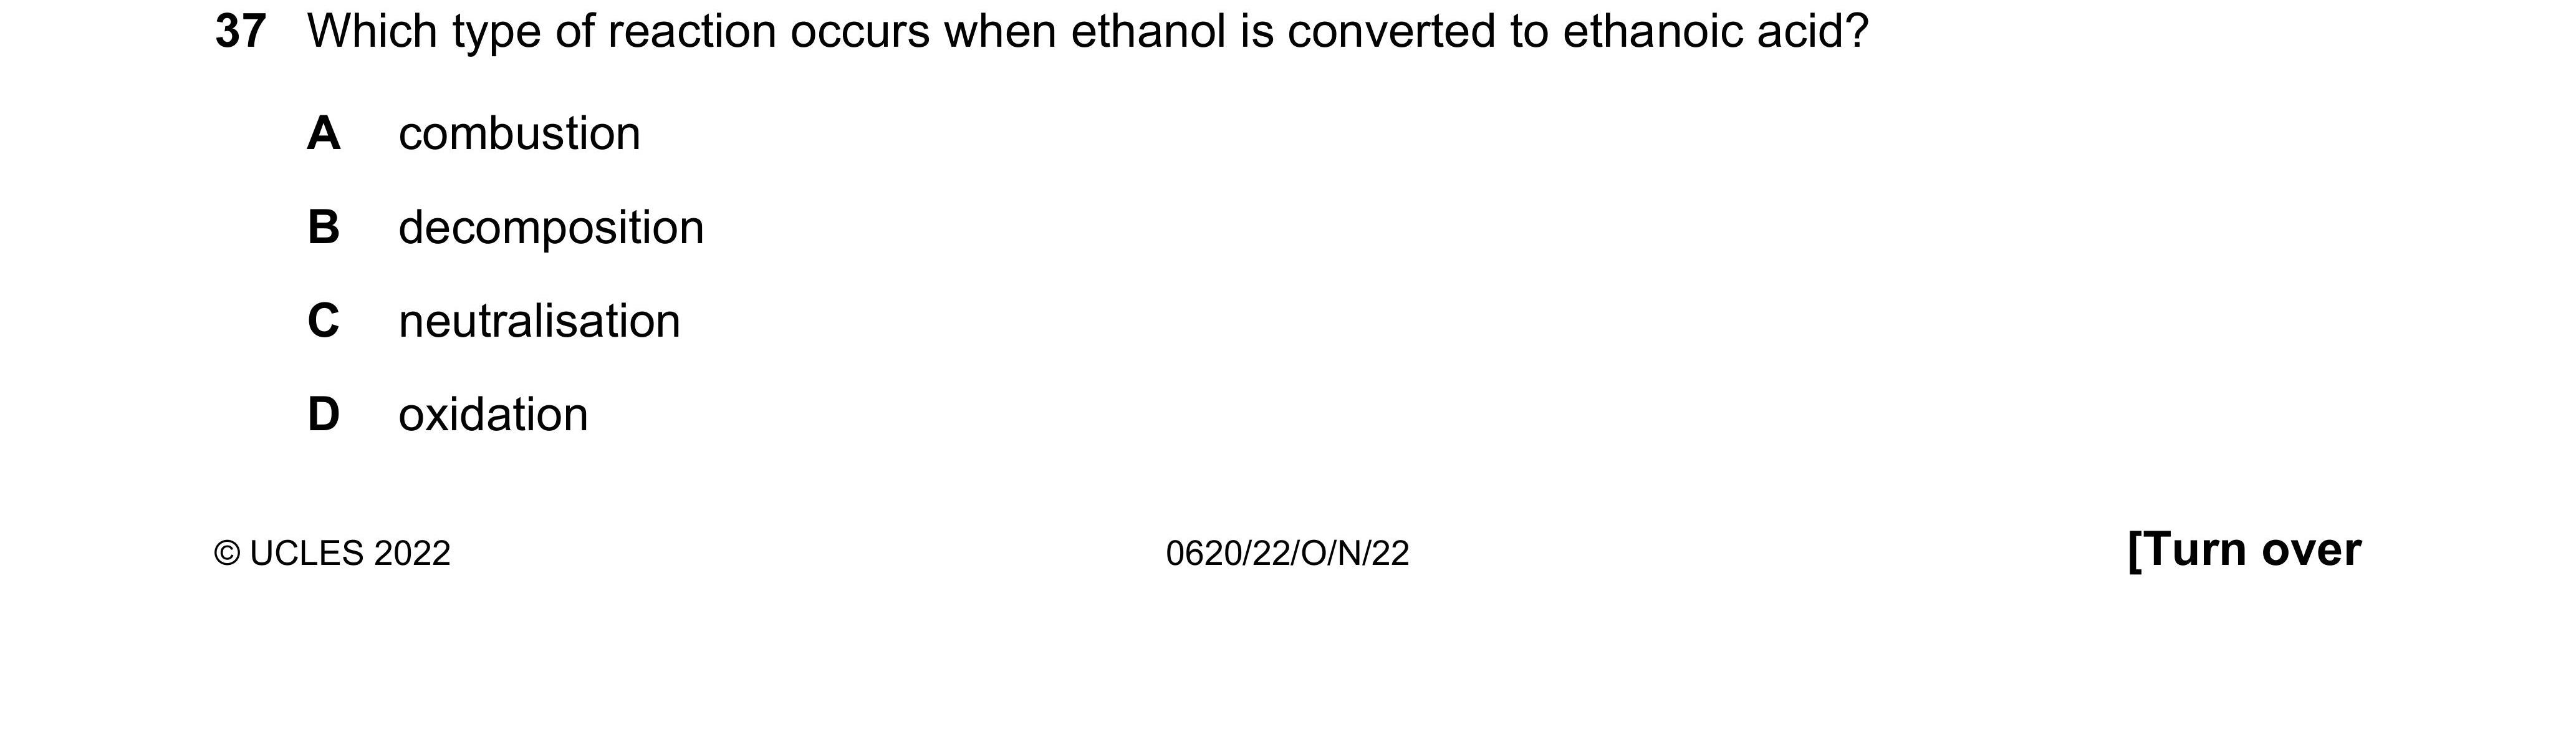 37 Which type of reaction occurs when ethanol is converted to ethanoic acid?
A combustion
B decomposition
C neutralisation
D oxidation
© UCLES 2022 0620/22/O/N/22 [Turn over